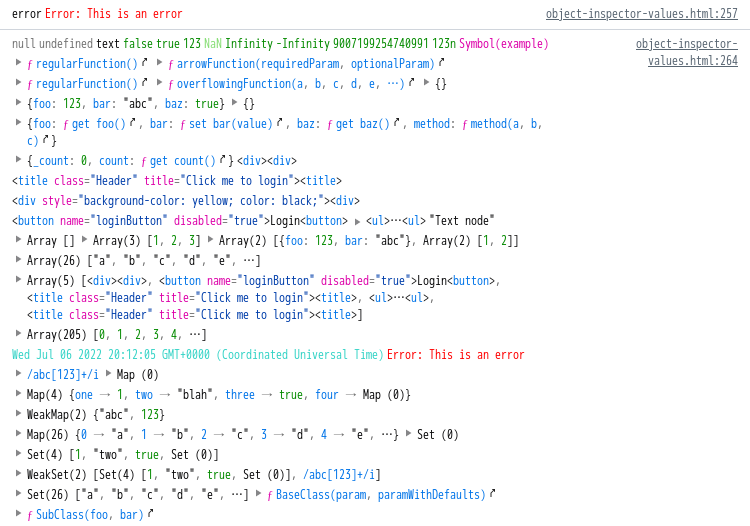 error Error: This is an error object-inspector-values.html:257
null undefined text false true 123 NaN Infinity -Infinity 9007199254740991 123n Symbol(example) object-inspector-
values.html:264
ƒ regularFunction() ƒ arrowFunction(requiredParam, optionalParam)
ƒ regularFunction() ƒ overflowingFunction(a, b, c, d, e, …) {}
{foo: 123, bar: "abc", baz: true} {}
{foo: ƒ get foo(), bar: ƒ set bar(value), baz: ƒ get baz(), method: ƒ method(a, b,
c)}
{_count: 0, count: ƒ get count()} <div><div>
<title class="Header" title="Click me to login"><title>
<div style="background-color: yellow; color: black;"><div>
<button name="loginButton" disabled="true">Login<button> <ul>…<ul> "Text node"
Array [] Array(3) [1, 2, 3] Array(2) [{foo: 123, bar: "abc"}, Array(2) [1, 2]]
Array(26) ["a", "b", "c", "d", "e", …]
Array(5) [<div><div>, <button name="loginButton" disabled="true">Login<button>,
<title class="Header" title="Click me to login"><title>, <ul>…<ul>,
<title class="Header" title="Click me to login"><title>]
Array(205) [0, 1, 2, 3, 4, …]
Wed Jul 06 2022 20:12:05 GMT+0000 (Coordinated Universal Time) Error: This is an error
/abc[123]+/i Map (0)
Map(4) {one → 1, two → "blah", three → true, four → Map (0)}
WeakMap(2) {"abc", 123}
Map(26) {0 → "a", 1 → "b", 2 → "c", 3 → "d", 4 → "e", …} Set (0)
Set(4) [1, "two", true, Set (0)]
WeakSet(2) [Set(4) [1, "two", true, Set (0)], /abc[123]+/i]
Set(26) ["a", "b", "c", "d", "e", …] ƒ BaseClass(param, paramWithDefaults)
ƒ SubClass(foo, bar)